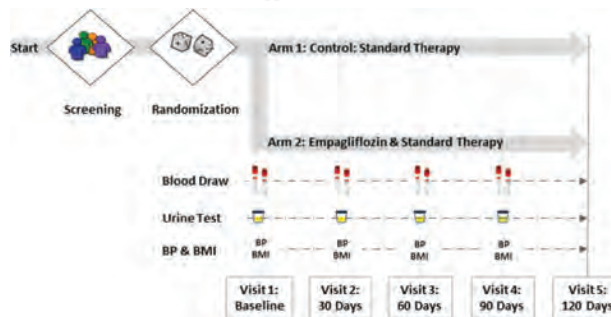 Start
Screening
Randomization
Arm 1: Control: Standard Therapy
Arm 2: Empagliflozin & Standard Therapy
Blood Draw
Urine Test
BP & BMI
BP
BMI
BP
BMI
BP
BMI
BP
BMI
Visit 1:
Baseline
Visit 2:
30 Days
Visit 3:
60 Days
Visit 4:
90 Days
Visit 5:
120 Days